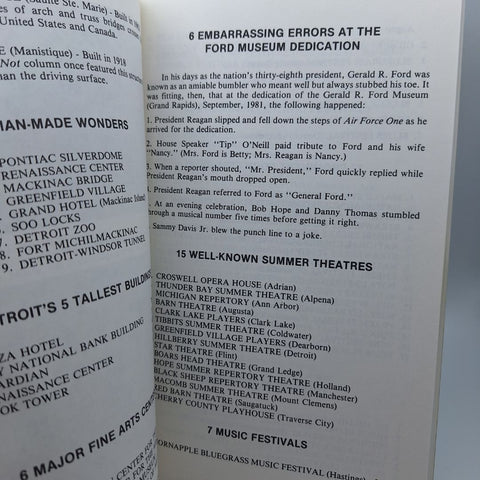 (Sainte Ste. Marie) - Built in
of arch and truss bridges
United States and Canada.
E (Manistique) - Built in 1918
Not column once featured this
than the driving surface.
MAN-MADE WONDERS
PONTIAC SILVERDOME
RENAISSANCE CENTER
MACKINAC BRIDGE
GREENFIELD VILLAGE
GRAND HOTEL (Mackinac Island)
6. SOO LOCKS
7. DETROIT ZOO
8. FORT MICHILMACKINAC
9. DETROIT-WINDSOR TUNNEL
TROIT'S 5 TALLEST BUILDING
ZA HOTEL
Y NATIONAL BANK BUILDING
ARDIAN
NAISSANCE CENTER
OOK TOWER
6 MAJOR FINE ARTS CENT
CENTER FOR
6 EMBARRASSING ERRORS AT THE
FORD MUSEUM DEDICATION
In his days as the nation's thirty-eighth president, Gerald R. Ford was
known as an amiable bumbler who meant well but always stubbed his toe. It
was fitting, then, that at the dedication of the Gerald R. Ford Museum
(Grand Rapids), September, 1981, the following happened:
1. President Reagan slipped and fell down the steps of Air Force One as he
arrived for the dedication.
2. House Speaker "Tip" O'Neill paid tribute to Ford and his wife
"Nancy." (Mrs. Ford is Betty; Mrs. Reagan is Nancy.)
3. When a reporter shouted, "Mr. President," Ford quickly replied while
President Reagan's mouth dropped open.
4. President Reagan referred to Ford as "General Ford."
5. At an evening celebration, Bob Hope and Danny Thomas stumbled
through a musical number five times before getting it right.
6. Sammy Davis Jr. blew the punch line to a joke.
15 WELL-KNOWN SUMMER THEATRES
CROSWELL OPERA HOUSE (Adrian)
THUNDER BAY SUMMER THEATRE (Alpena)
MICHIGAN REPERTORY (Ann Arbor)
BARN THEATRE (Augusta)
CLARK LAKE PLAYERS (Clark Lake)
TIBBITS SUMMER THEATRE (Coldwater)
GREENFIELD VILLAGE PLAYERS (Dearborn)
HILLBERRY SUMMER THEATRE (Detroit)
STAR THEATRE (Flint)
BOARS HEAD THEATRE (Grand Ledge)
HOPE SUMMER REPERTORY THEATRE (Holland)
BLACK SHEEP REPERTORY THEATRE (Manchester)
MACOMB SUMMER THEATRE (Mount Clemens)
RED BARN THEATRE (Saugatuck)
CHERRY COUNTY PLAYHOUSE (Traverse City)
7 MUSIC FESTIVALS
ORNAPPLE BLUEGRASS MUSIC FESTIVAL (Hastings)